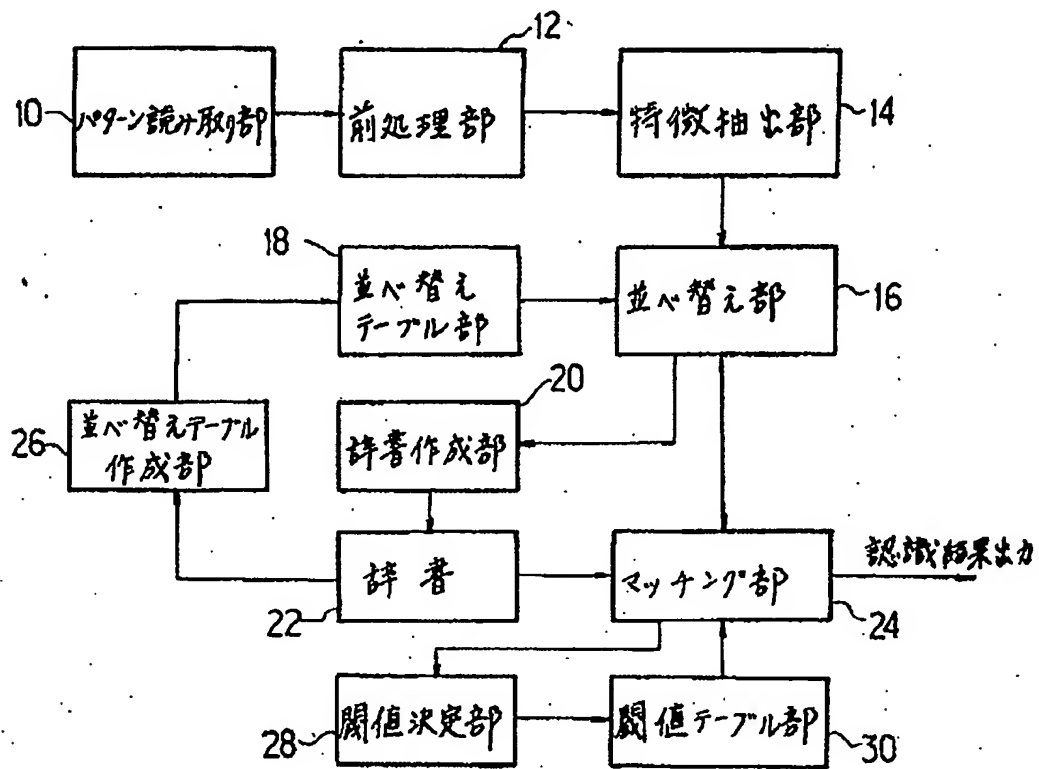 12
10 パターン読み取り部 前処理部 特徴抽出部 14
18
並べ替え
テーブル部
並べ替え部 16
20
26 並べ替えテーブル
作成部
辞書作成部
認識結果出力
辞書 マッチング部
22 24
閾値決定部 閾値テーブル部
28 30